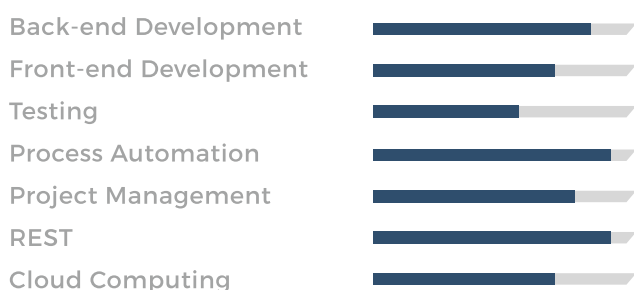 Back-end Development
Front-end Development
Testing
Process Automation
Project Management
REST
Cloud Computing